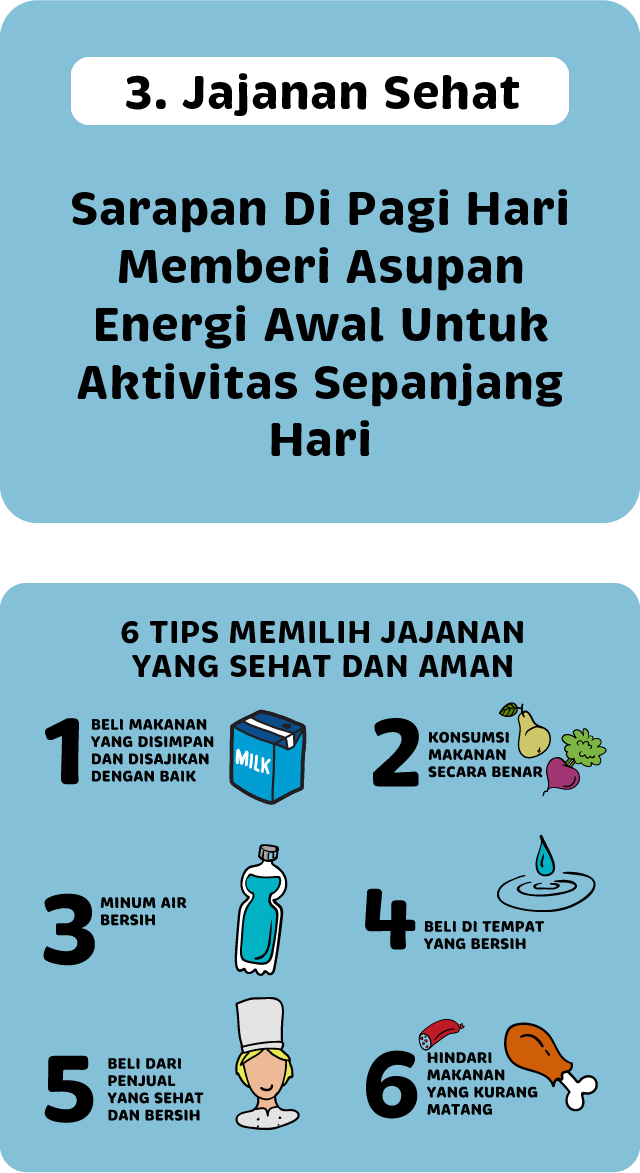 3. Jajanan Sehat
Sarapan Di Pagi Hari
Memberi Asupan
Energi Awal Untuk
Aktivitas Sepanjang
Hari
6 TIPS MEMILIH JAJANAN
YANG SEHAT DAN AMAN
1
BELI MAKANAN
YANG DISIMPAN
DAN DISAJIKAN
DENGAN BAIK
MILK
2
KONSUMSI
MAKANAN
SECARA BENAR
3
MINUM AIR
BERSIH
4
BELI DI TEMPAT
YANG BERSIH
5
BELI DARI
PENJUAL
YANG SEHAT
DAN BERSIH
6
HINDARI
MAKANAN
YANG KURANG
MATANG